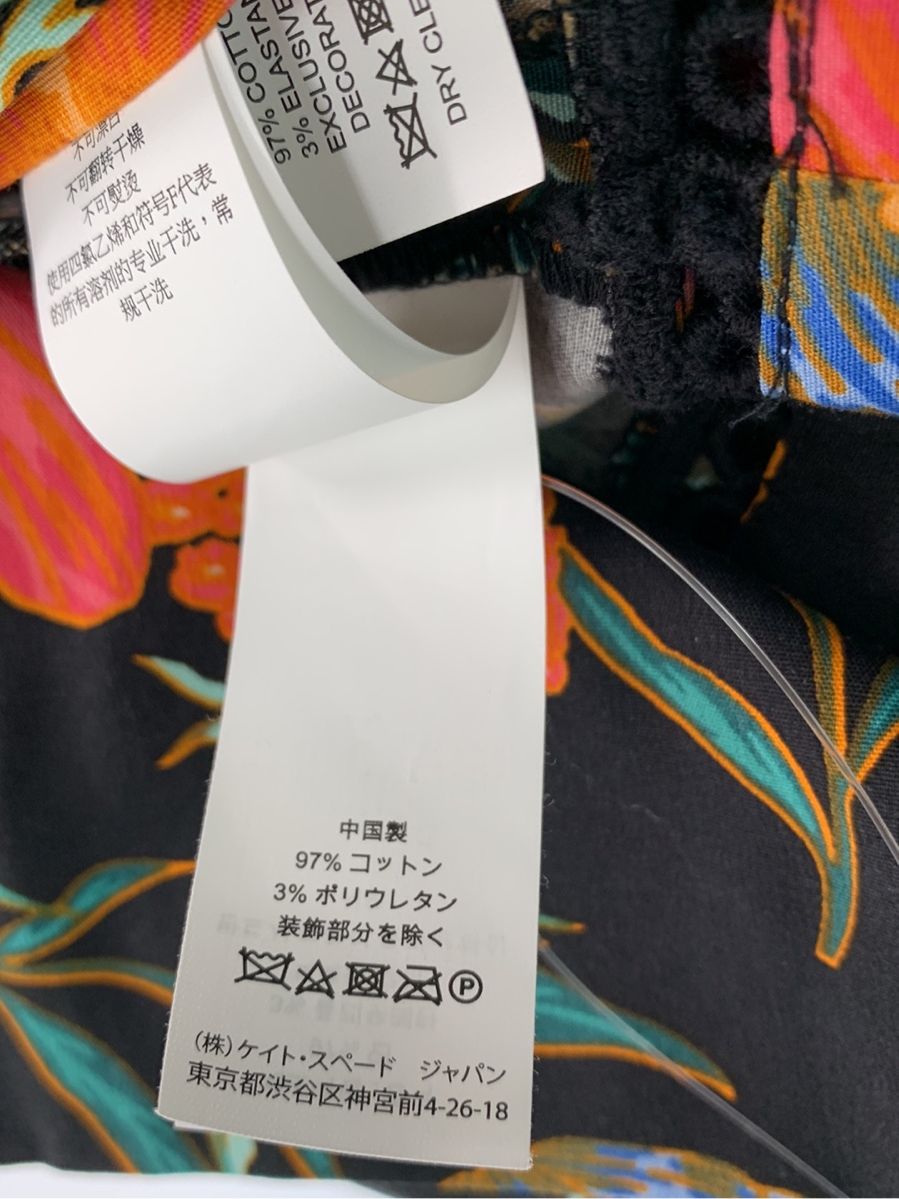 97% COTTO
3% ELASTAN
EXCLUSIVE
DECORAT
DRY CLE
不可漂白
不可翻转干燥
不可熨烫
使用四氯乙烯和符号F代表
的所有溶剂的专业干洗，常
规干洗
中国製
97% コットン
3% ポリウレタン
装飾部分を除く
P
(株)ケイト・スペード ジャパン
東京都渋谷区神宮前4-26-18